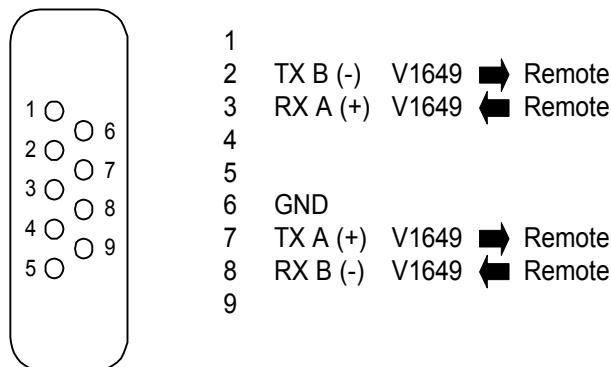 1
6
2
7
3
8
4
9
5
1
2 TX B (-) V1649 Remote
3 RX A (+) V1649 Remote
4
5
6 GND
7 TX A (+) V1649 Remote
8 RX B (-) V1649 Remote
9